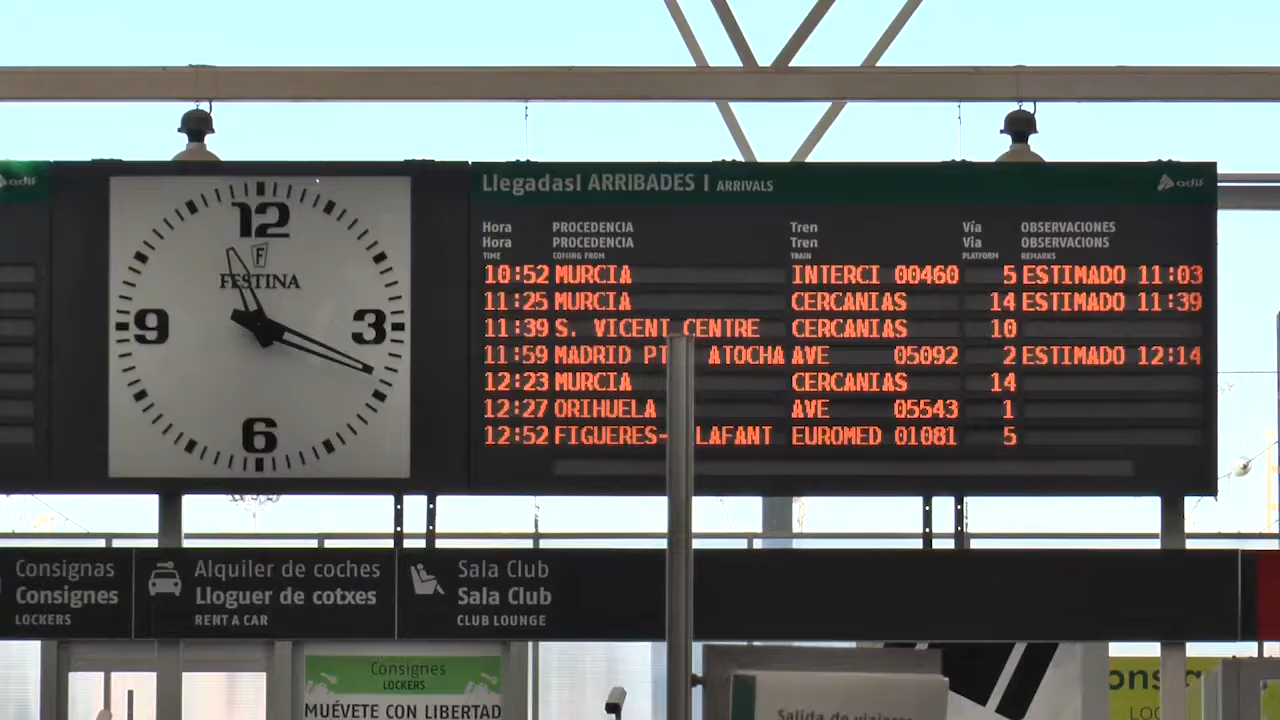 adif
12
F
FESTINA
9
3
6
Llegadas| ARRIBADES | ARRIVALS
adif
Hora PROCEDENCIA Tren Vía OBSERVACIONES
Hora PROCEDENCIA Tren Via OBSERVACIONS
TIME COMING FROM TRAIN PLATFORM REMARKS
10:52 MURCIA INTERCI 00460 5 ESTIMADO 11:03
11:25 MURCIA CERCANIAS 14 ESTIMADO 11:39
11:39 S. VICENT CENTRE CERCANIAS 10
11:59 MADRID ATOCHA AVE 05092 2 ESTIMADO 12:14
12:23 MURCIA CERCANIAS 14
12:27 ORIHUELA AVE 05543 1
12:52 FIGUERES- LAFANT EUROMED 01081 5
Consignas
Consignes
LOCKERS
Alquiler de coches
Lloguer de cotxes
RENT A CAR
Sala Club
Sala Club
CLUB LOUNGE
Consignes
LOCKERS
MUÉVETE CON LIBERTAD
Salida de viajeros